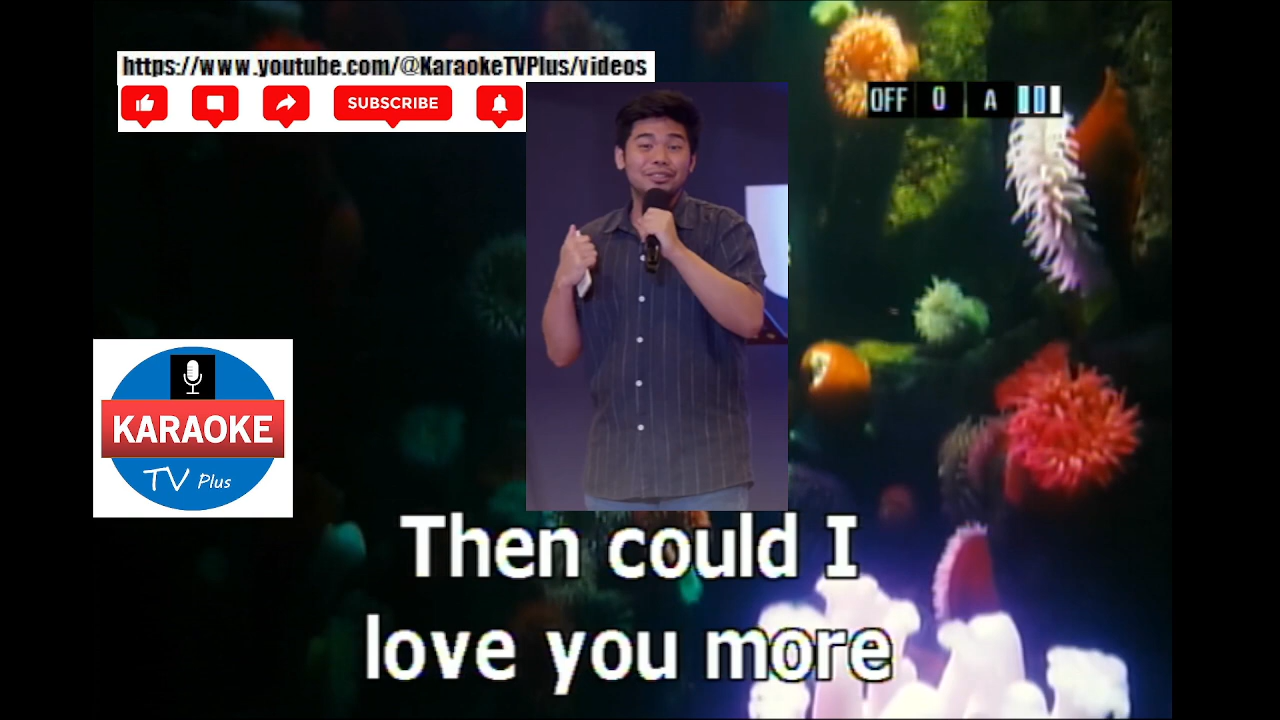 https://www.youtube.com/@KaraokeTVPlus/videos
SUBSCRIBE
OFF 0 A
KARAOKE
TV Plus
Then could I
love you more